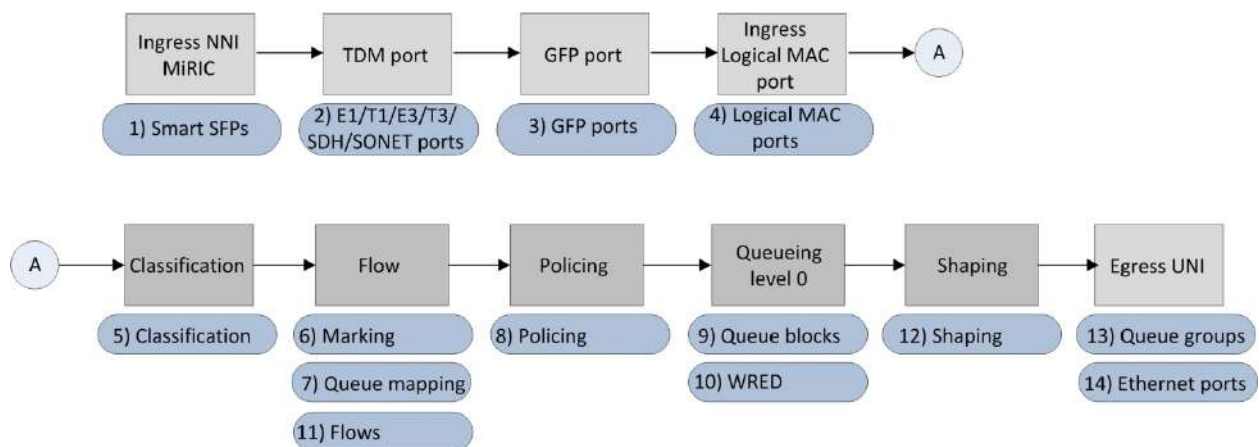 Ingress NNI
MiRIC
TDM port
GFP port
Ingress
Logical MAC
port
A
1) Smart SFPs
2) E1/T1/E3/T3/
SDH/SONET ports
3) GFP ports
4) Logical MAC
ports
A
Classification
Flow
Policing
Queueing
level 0
Shaping
Egress UNI
5) Classification
6) Marking
8) Policing
9) Queue blocks
12) Shaping
13) Queue groups
7) Queue mapping
10) WRED
14) Ethernet ports
11) Flows